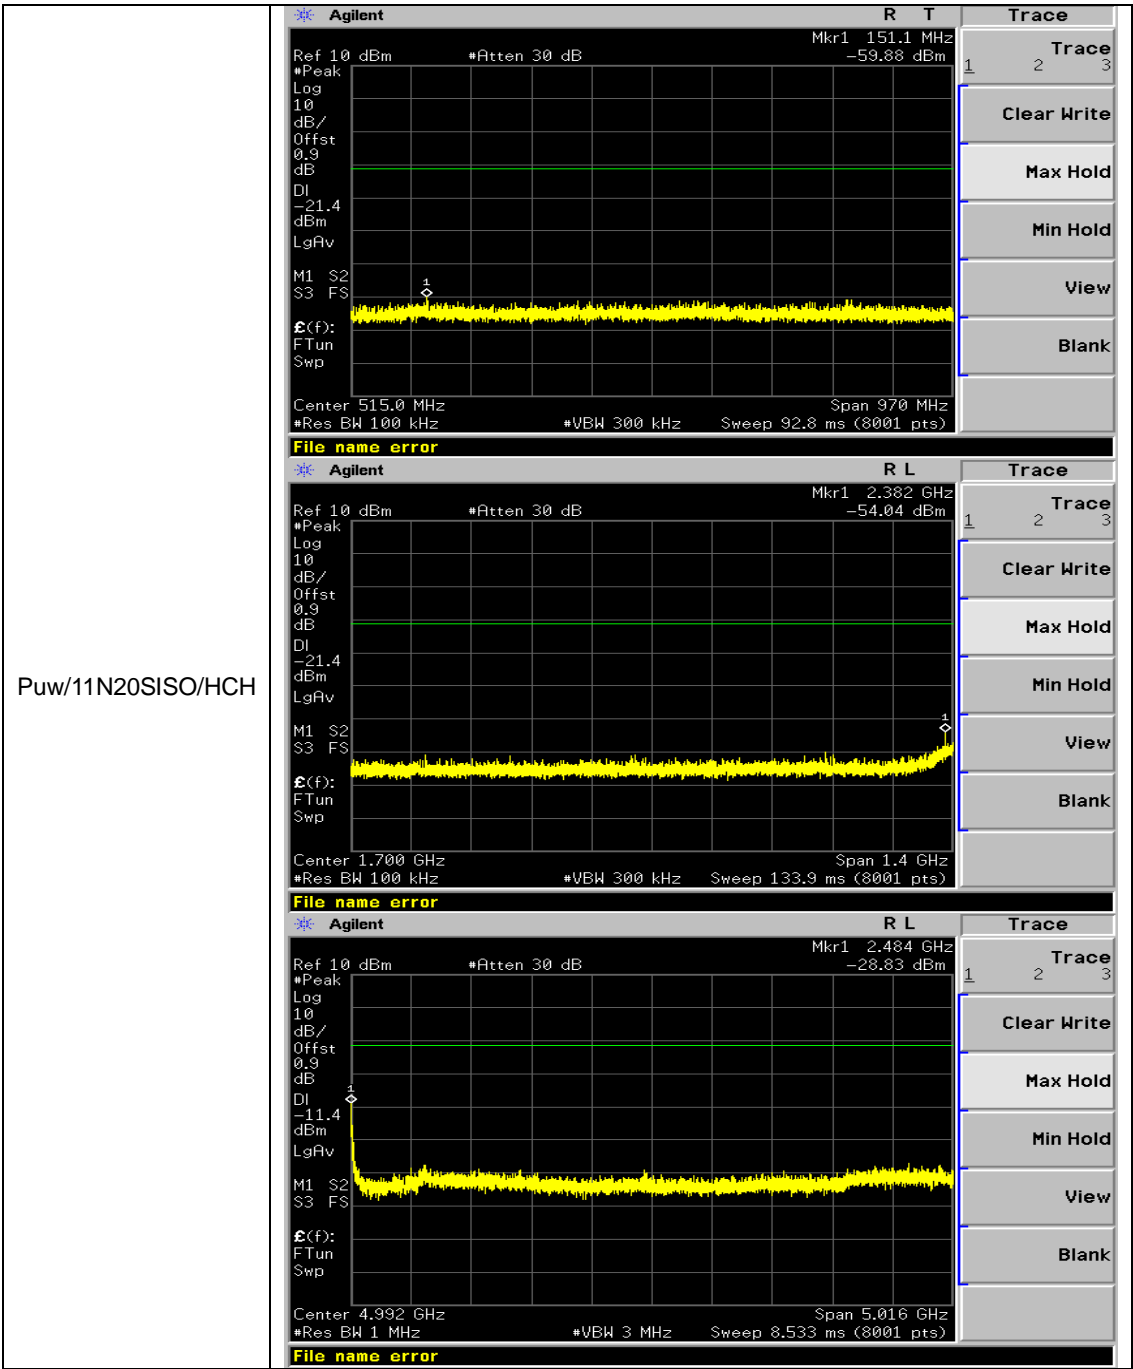 Puw/11N20SISO/HCH
Agilent R T Trace
Mkr1 151.1 MHz
Ref 10 dBm #Atten 30 dB -59.88 dBm
#Peak
Log
10
dB/
Offst
0.9
dB
DI
-21.4
dBm
LgAv
M1 S2
S3 FS
£(f):
FTun
Swp
1
Center 515.0 MHz Span 970 MHz
#Res BW 100 kHz #VBW 300 kHz Sweep 92.8 ms (8001 pts)
File name error
Trace
1 2 3
Clear Write
Max Hold
Min Hold
View
Blank
Agilent R L Trace
Mkr1 2.382 GHz
Ref 10 dBm #Atten 30 dB -54.04 dBm
#Peak
Log
10
dB/
Offst
0.9
dB
DI
-21.4
dBm
LgAv
M1 S2
S3 FS
£(f):
FTun
Swp
1
Center 1.700 GHz Span 1.4 GHz
#Res BW 100 kHz #VBW 300 kHz Sweep 133.9 ms (8001 pts)
File name error
Trace
1 2 3
Clear Write
Max Hold
Min Hold
View
Blank
Agilent R L Trace
Mkr1 2.484 GHz
Ref 10 dBm #Atten 30 dB -28.83 dBm
#Peak
Log
10
dB/
Offst
0.9
dB
DI
-11.4
dBm
LgAv
M1 S2
S3 FS
£(f):
FTun
Swp
1
Center 4.992 GHz Span 5.016 GHz
#Res BW 1 MHz #VBW 3 MHz Sweep 8.533 ms (8001 pts)
File name error
Trace
1 2 3
Clear Write
Max Hold
Min Hold
View
Blank